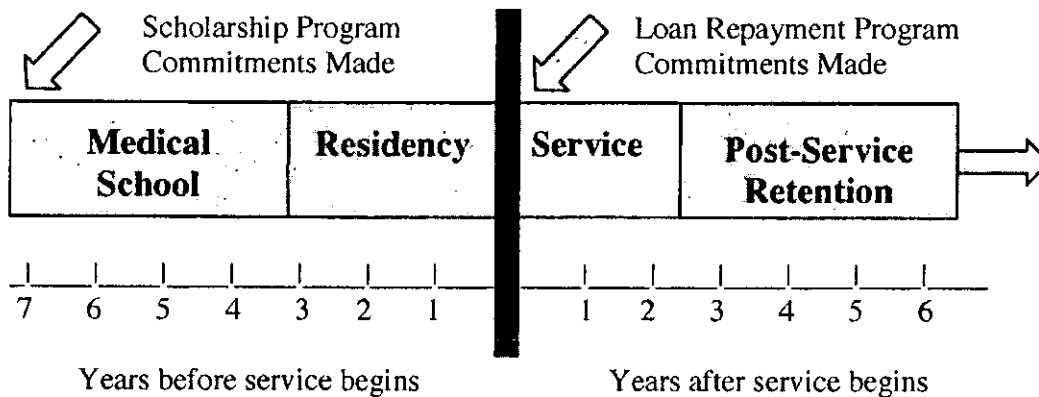 Scholarship Program
Commitments Made
Loan Repayment Program
Commitments Made
Medical
School
Residency
Service
Post-Service
Retention
7 6 5 4 3 2 1 1 2 3 4 5 6
Years before service begins
Years after service begins